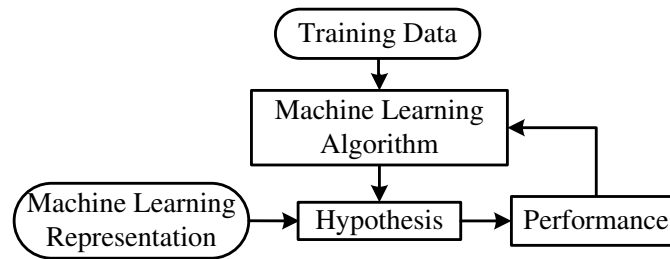 Training Data
Machine Learning
Algorithm
Machine Learning
Representation
Hypothesis
Performance